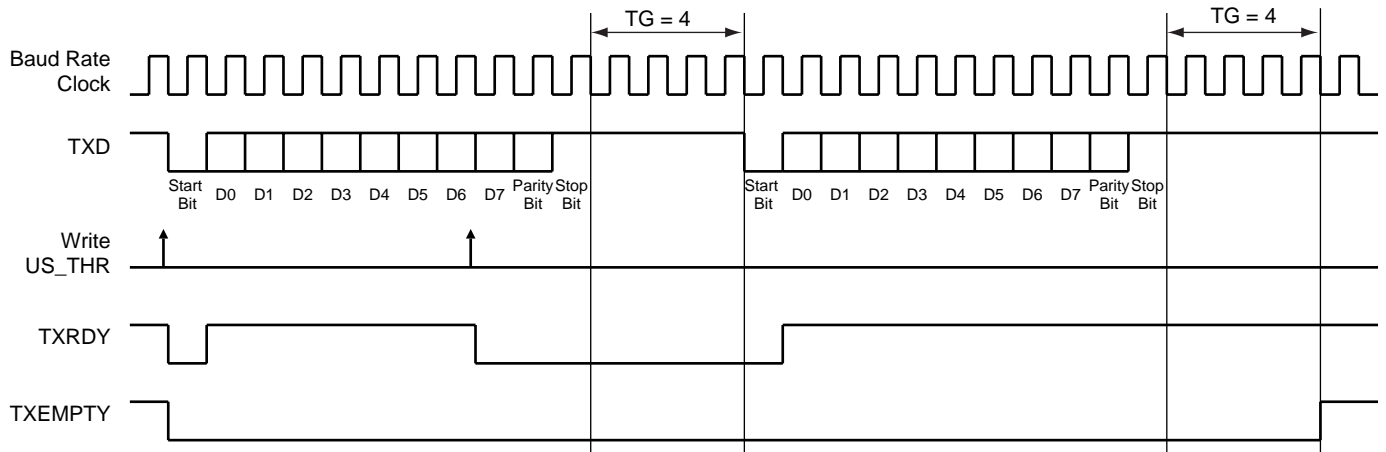 TG = 4
TG = 4
Baud Rate
Clock
TXD
Start
Bit
D0
D1
D2
D3
D4
D5
D6
D7
Parity
Bit
Stop
Bit
Start
Bit
D0
D1
D2
D3
D4
D5
D6
D7
Parity
Bit
Stop
Bit
Write
US_THR
TXRDY
TXEMPTY